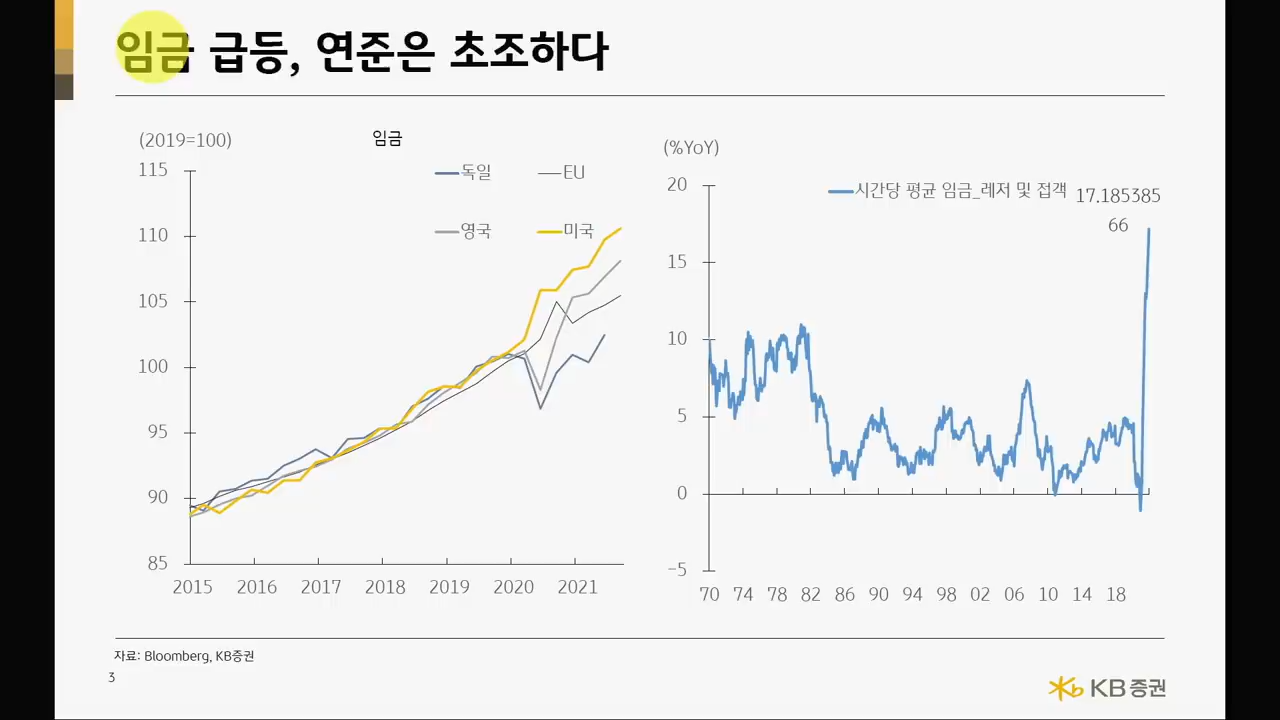 임금 급등, 연준은 초조하다
(2019=100)
임금
독일
EU
영국
미국
115
110
105
100
95
90
85
2015 2016 2017 2018 2019 2020 2021
(%YoY)
시간당 평균 임금_레저 및 접객
17.185385
66
20
15
10
5
0
-5
70 74 78 82 86 90 94 98 02 06 10 14 18
자료: Bloomberg, KB증권
3
KB증권